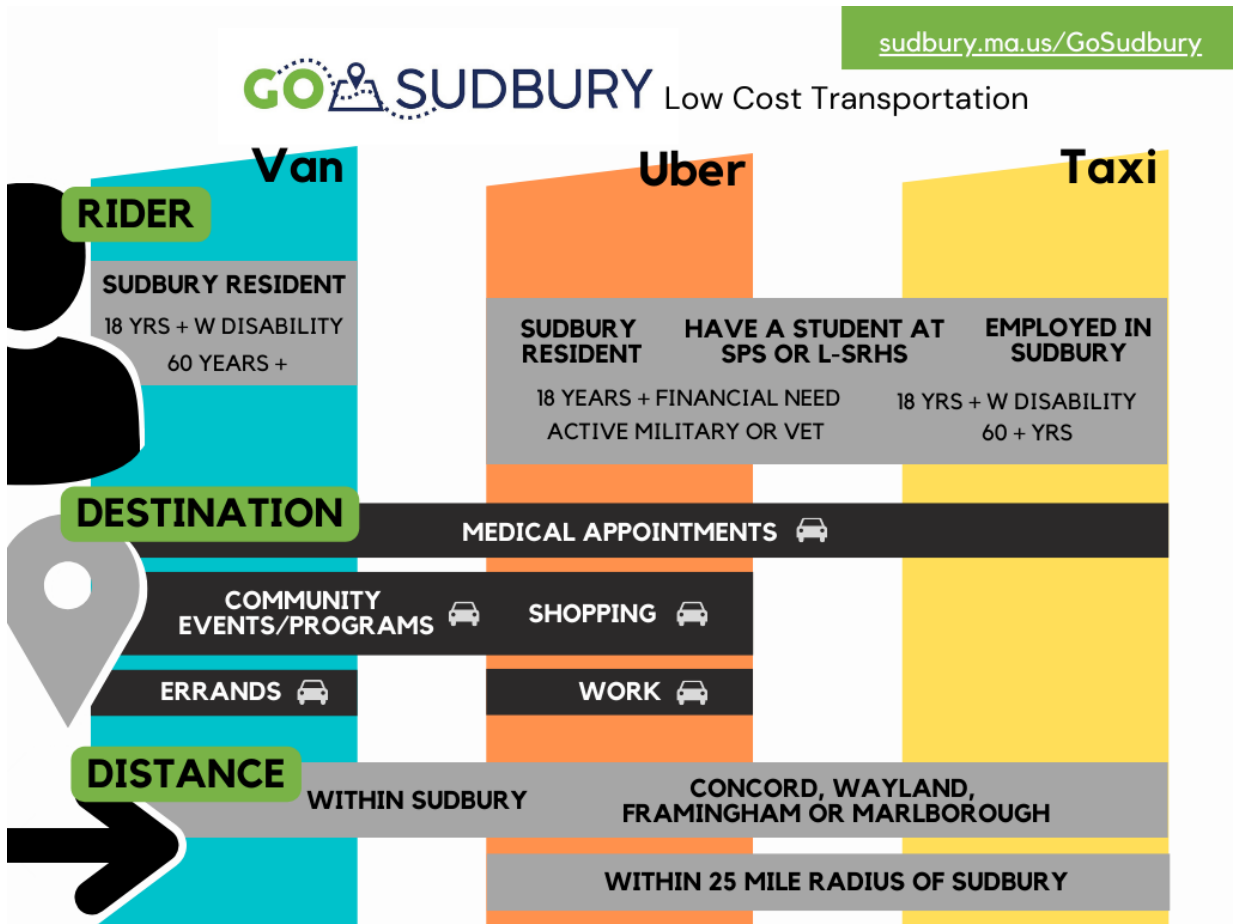 sudbury.ma.us/GoSudbury
GO SUDBURY Low Cost Transportation
Van
Uber
Taxi
RIDER
SUDBURY RESIDENT
18 YRS + W DISABILITY
60 YEARS +
SUDBURY
RESIDENT
HAVE A STUDENT AT
SPS OR L-SRHS
EMPLOYED IN
SUDBURY
18 YEARS + FINANCIAL NEED
ACTIVE MILITARY OR VET
18 YRS + W DISABILITY
60 + YRS
DESTINATION
MEDICAL APPOINTMENTS
COMMUNITY
EVENTS/PROGRAMS
SHOPPING
ERRANDS
WORK
DISTANCE
WITHIN SUDBURY
CONCORD, WAYLAND,
FRAMINGHAM OR MARLBOROUGH
WITHIN 25 MILE RADIUS OF SUDBURY